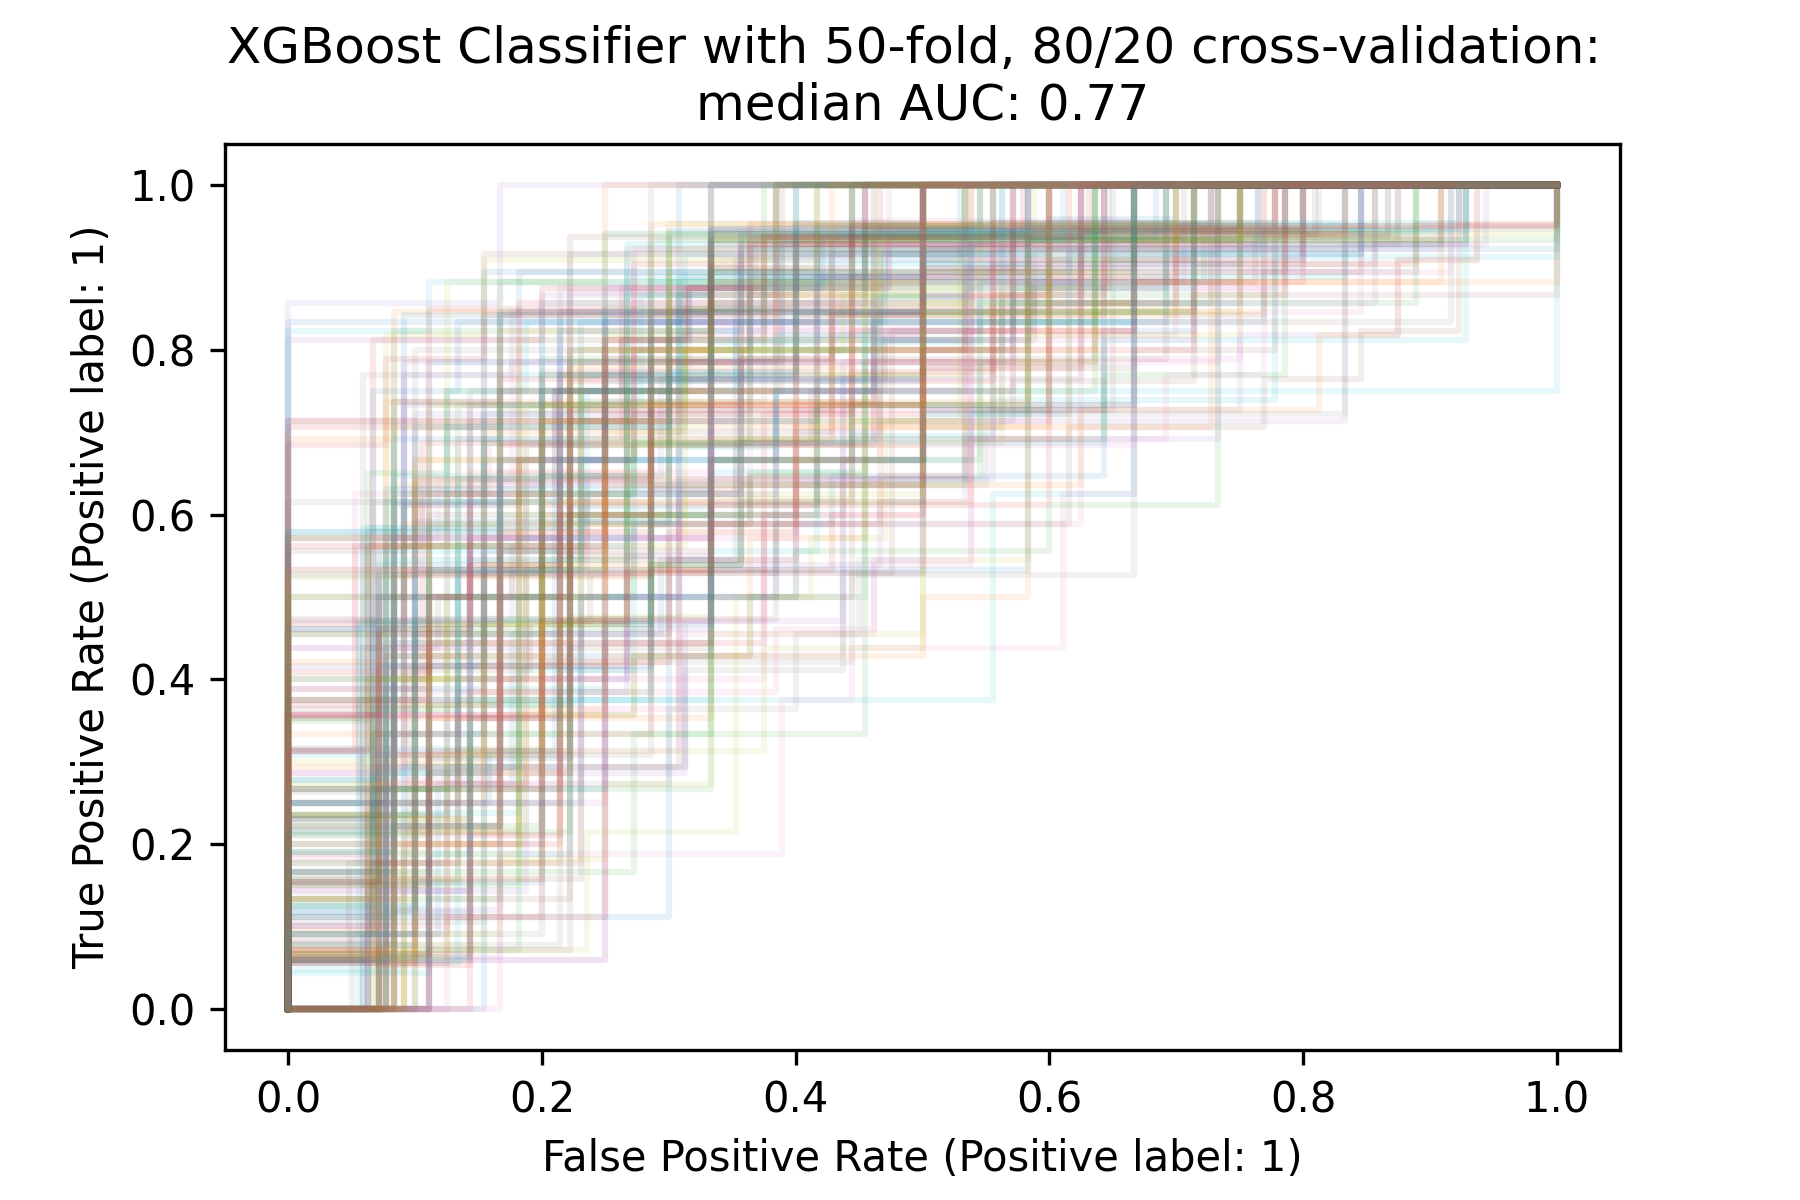 XGBoost Classifier with 50-fold, 80/20 cross-validation:
median AUC: 0.77
True Positive Rate (Positive label: 1)
1.0
0.8
0.6
0.4
0.2
0.0
0.0 0.2 0.4 0.6 0.8 1.0
False Positive Rate (Positive label: 1)